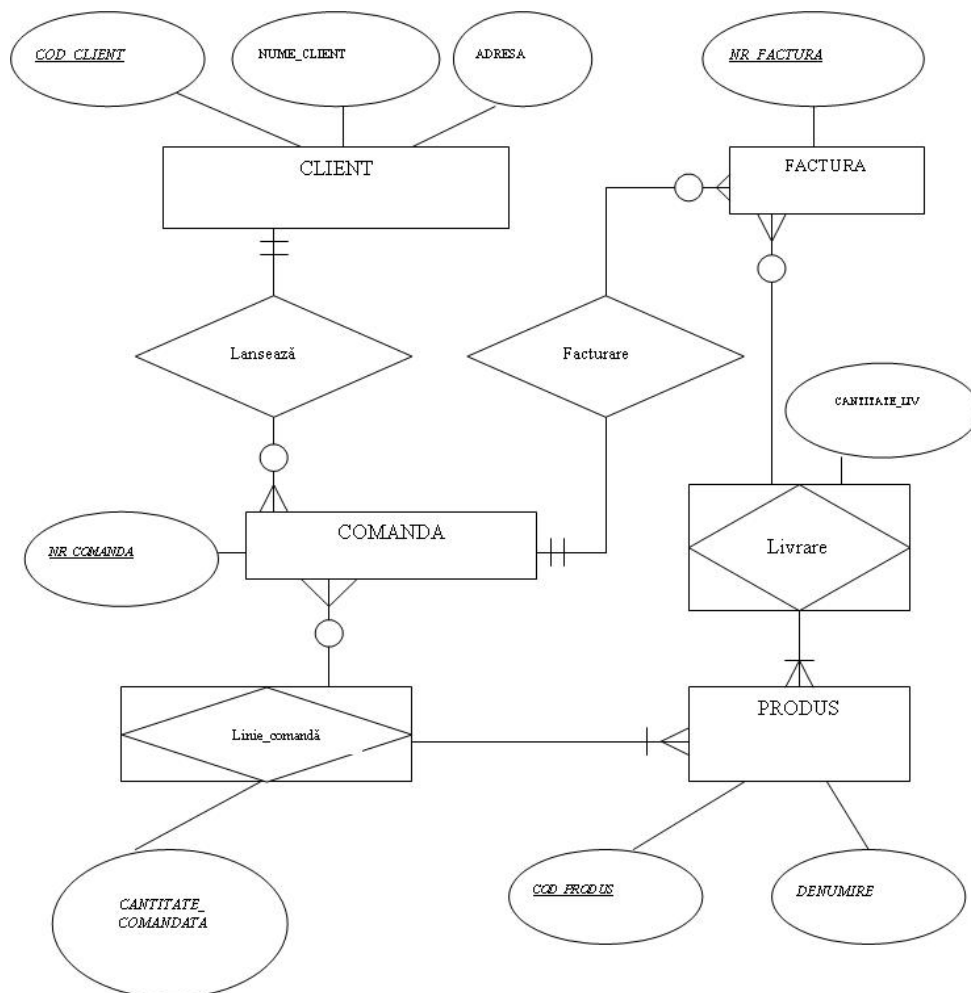 COD_CLIENT
NUME_CLIENT
ADRESA
NR_FACTURA
CLIENT
FACTURA
Lansează
Facturare
CANTITATE_LIV
COMANDA
NR_COMANDA
Livrare
Linie_comandă
PRODUS
CANTITATE_
COMANDATA
COD_PRODUS
DENUMIRE